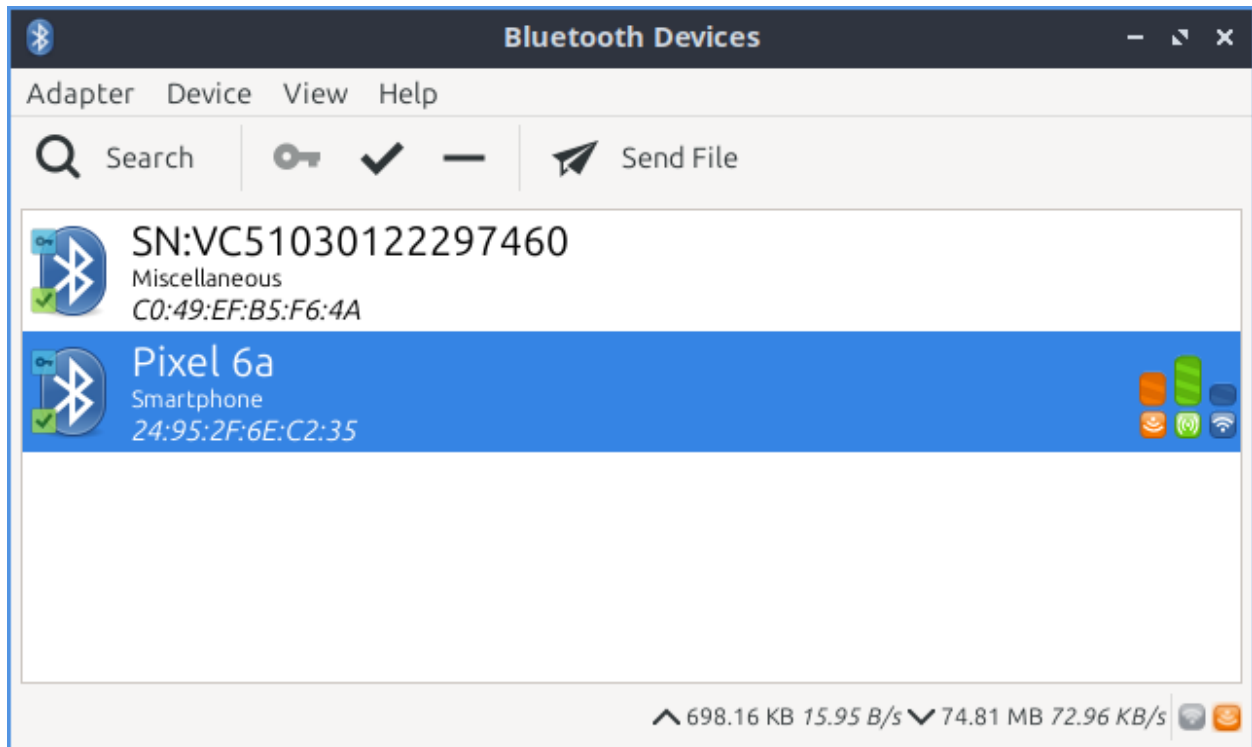 Bluetooth Devices
Adapter Device View Help
Search Send File
SN:VC51030122297460
Miscellaneous
C0:49:EF:B5:F6:4A
Pixel 6a
Smartphone
24:95:2F:6E:C2:35
698.16 KB 15.95 B/s 74.81 MB 72.96 KB/s